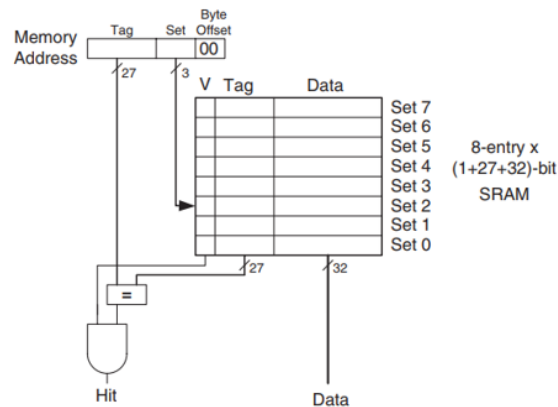 Byte
Tag Set Offset
Memory Address
00
27 3
V Tag Data
Set 7
Set 6
Set 5
Set 4
Set 3
Set 2
Set 1
Set 0
8-entry x
(1+27+32)-bit
SRAM
27 32
=
Hit Data